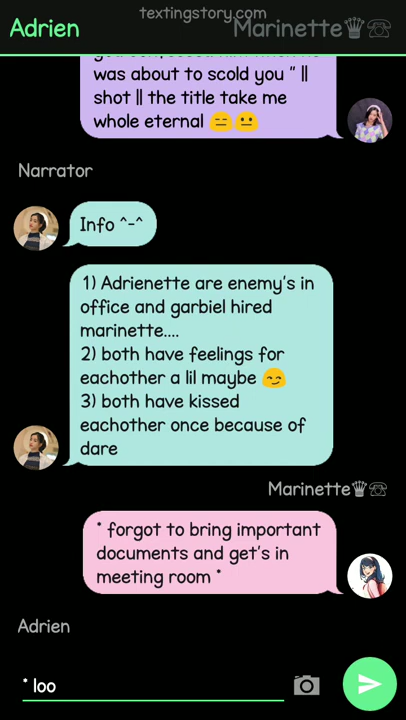 textingstory.com
Adrien
Marinette♛☏
was about to scold you " ||
shot || the title take me
whole eternal 😑😐
Narrator
Info ^-^
1) Adrienette are enemy's in
office and garbiel hired
marinette....
2) both have feelings for
eachother a lil maybe 😏
3) both have kissed
eachother once because of
dare
Marinette♛☏
* forgot to bring important
documents and get's in
meeting room *
Adrien
* loo